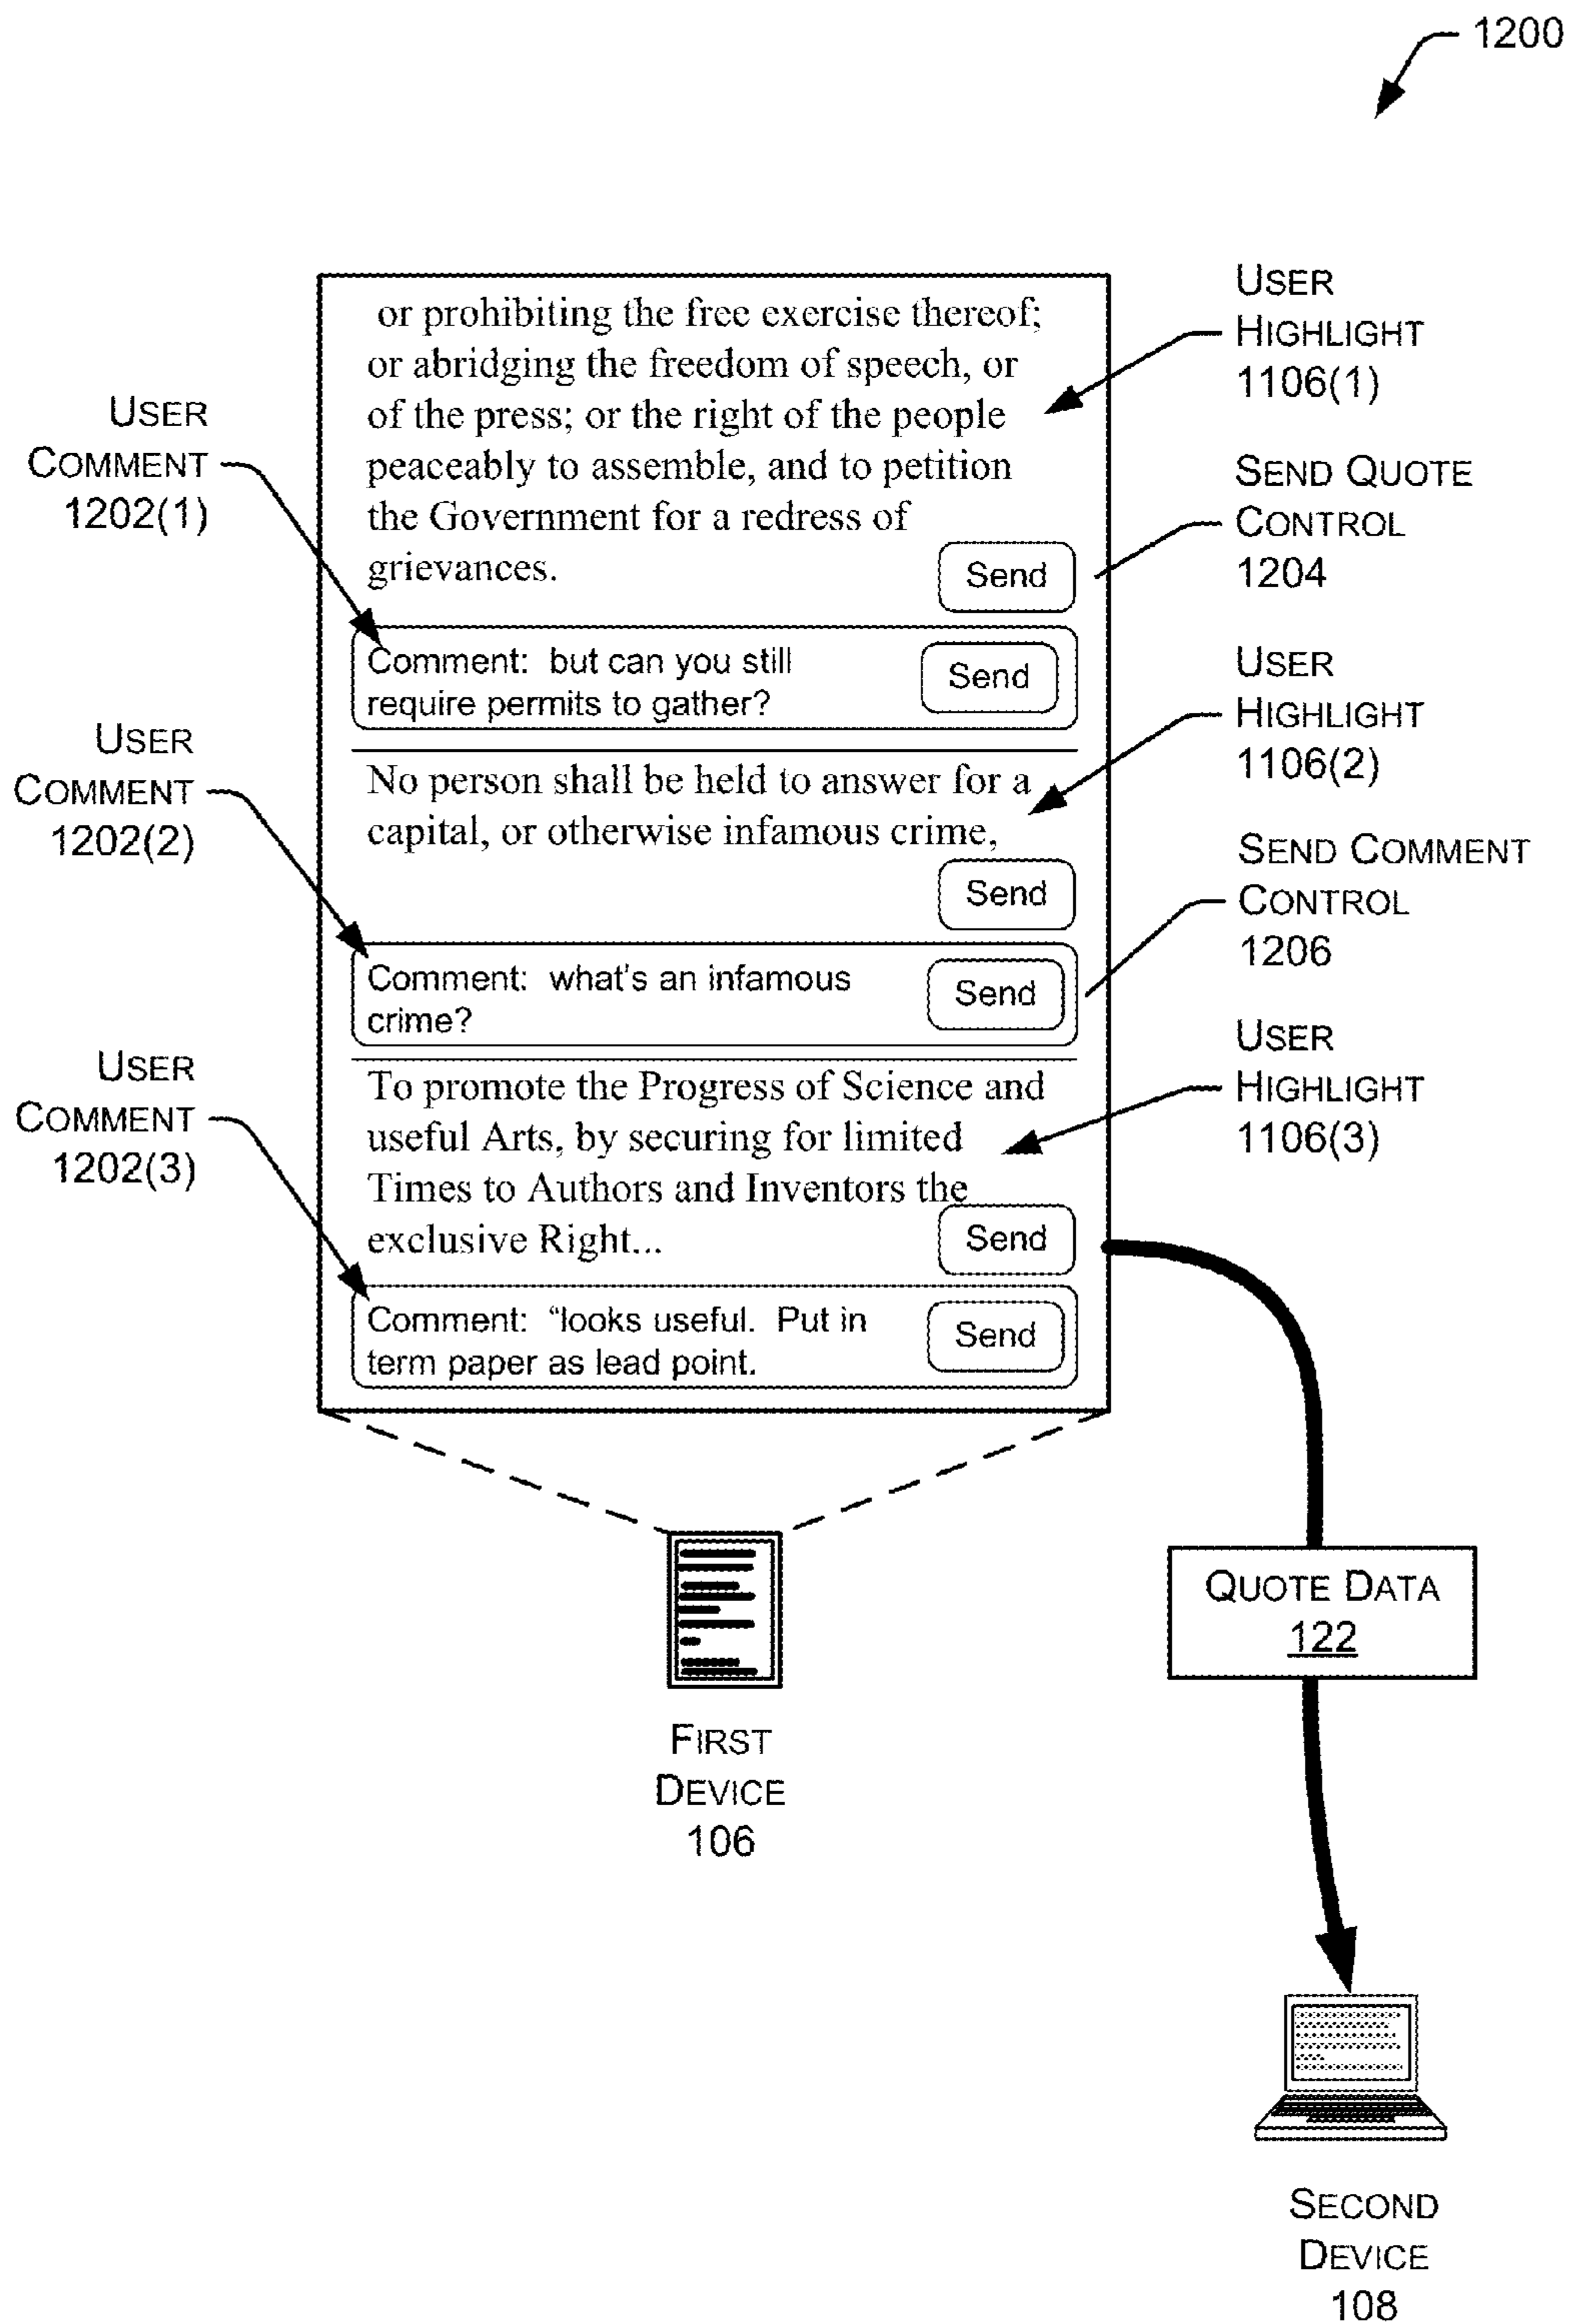 1200
or prohibiting the free exercise thereof;
or abridging the freedom of speech, or
of the press; or the right of the people
peaceably to assemble, and to petition
the Government for a redress of
grievances.
Send
Comment:  but can you still
require permits to gather?
Send
No person shall be held to answer for a
capital, or otherwise infamous crime,
Send
Comment:  what's an infamous
crime?
Send
To promote the Progress of Science and
useful Arts, by securing for limited
Times to Authors and Inventors the
exclusive Right...
Send
Comment:  “looks useful.  Put in
term paper as lead point.
Send
USER
COMMENT
1202(1)
USER
COMMENT
1202(2)
USER
COMMENT
1202(3)
USER
HIGHLIGHT
1106(1)
SEND QUOTE
CONTROL
1204
USER
HIGHLIGHT
1106(2)
SEND COMMENT
CONTROL
1206
USER
HIGHLIGHT
1106(3)
QUOTE DATA
122
FIRST
DEVICE
106
SECOND
DEVICE
108